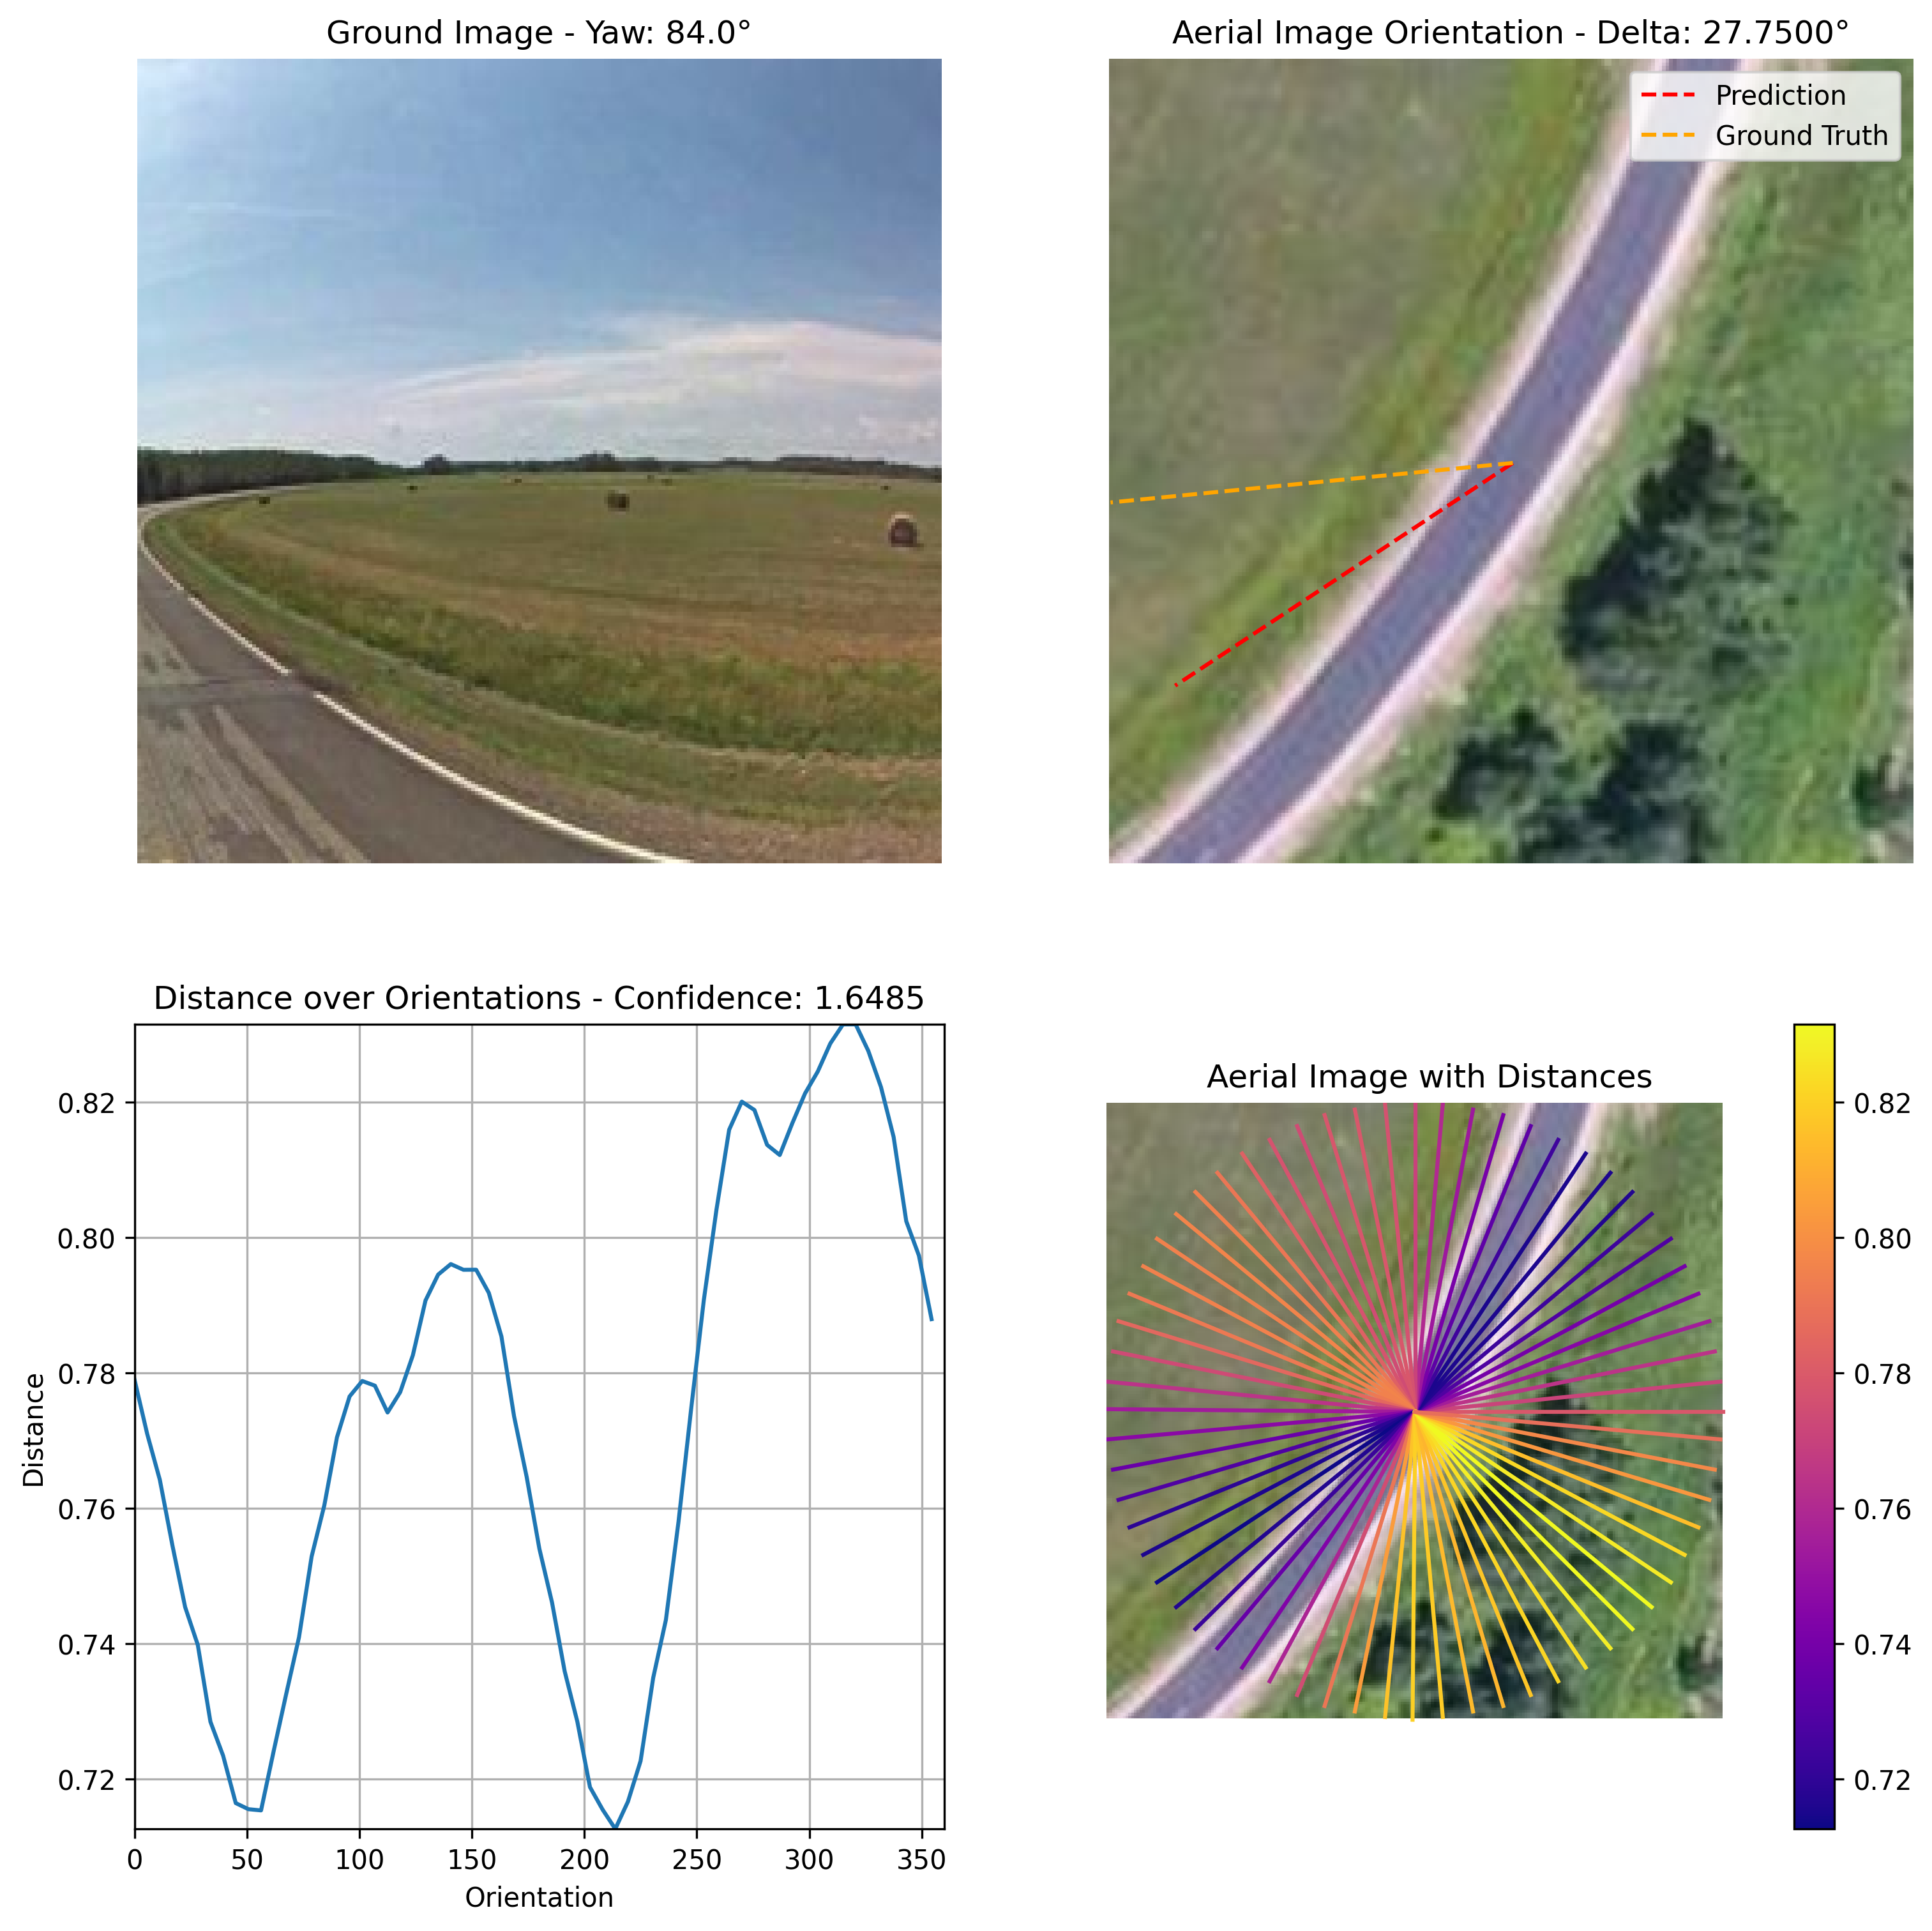 Ground Image - Yaw: 84.0°
Aerial Image Orientation - Delta: 27.7500°
Prediction
Ground Truth
Distance over Orientations - Confidence: 1.6485
0.82
0.80
0.78
0.76
0.74
0.72
Distance
0 50 100 150 200 250 300 350
Orientation
Aerial Image with Distances
0.82
0.80
0.78
0.76
0.74
0.72